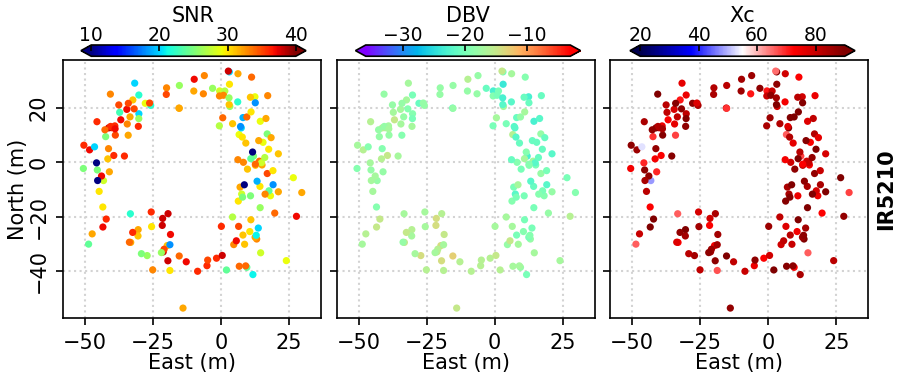 SNR
10 20 30 40
DBV
−30 −20 −10
Xc
20 40 60 80
North (m)
20
0
−20
−40
−50 −25 0 25
East (m)
−50 −25 0 25
East (m)
−50 −25 0 25
East (m)
IR5210